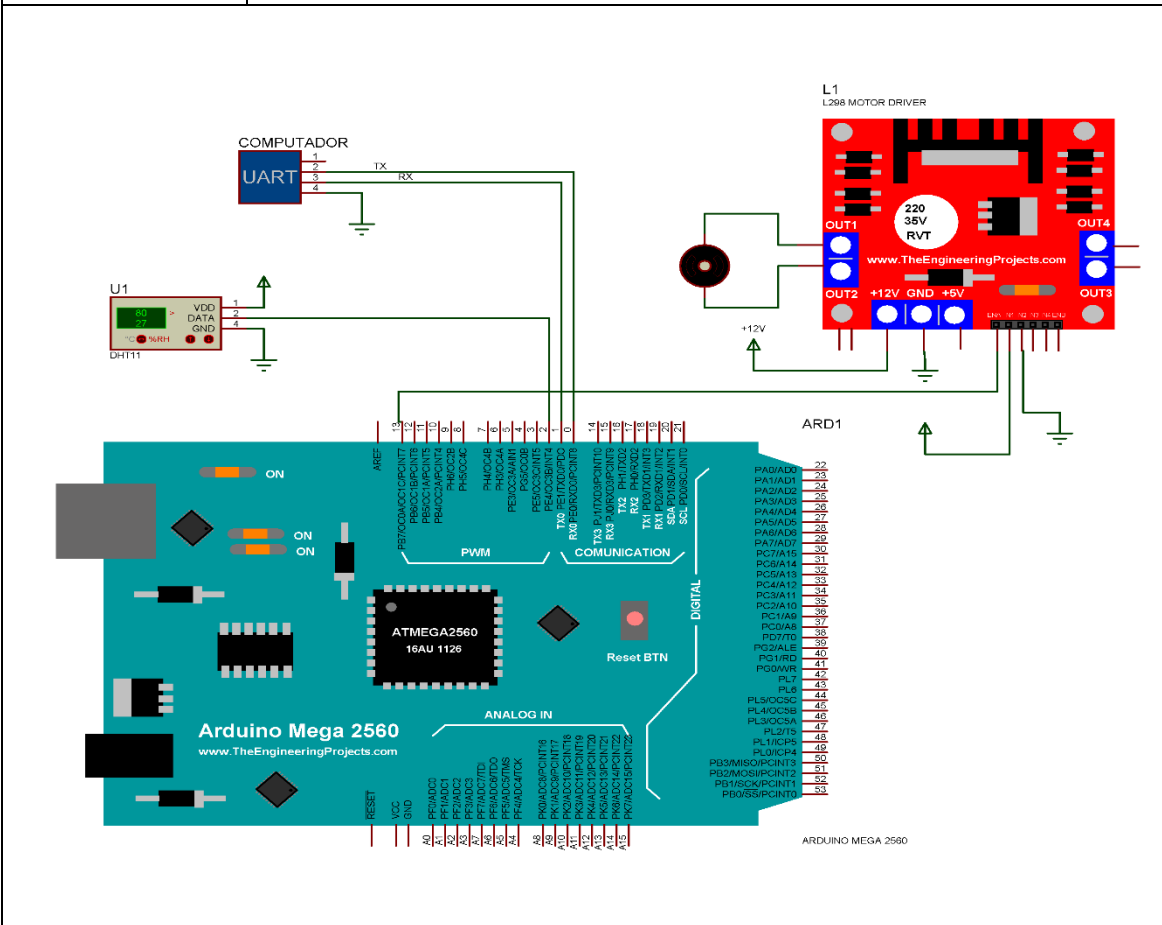 L1
L298 MOTOR DRIVER
COMPUTADOR
UART
1
2
3
4
TX
RX
220
35V
RVT
OUT1
OUT4
www.TheEngineeringProjects.com
OUT2
OUT3
+12V GND +5V
+12V
U1
80
27
>
°C %RH
VDD
DATA
GND
1
2
4
DHT11
ARD1
AREF
13 PB7/OC0A/OC1C/PCINT7
12 PB6/OC1B/PCINT6
11 PB5/OC1A/PCINT5
10 PB4/OC2A/PCINT4
9 PH6/OC2B
8 PH5/OC4C
7 PH4/OC4B
6 PH3/OC4A
5 PE3/OC3A/AIN1
4 PG5/OC0B
3 PE5/OC3C/INT5
2 PE4/OC3B/INT4
1 TX0 PE1/TXD0/PDO
0 RX0 PE0/RXD0/PCINT8
14 TX3 PJ1/TXD3/PCINT10
15 RX3 PJ0/RXD3/PCINT9
16 TX2 PH1/TXD2
17 RX2 PH0/RXD2
18 TX1 PD3/TXD1/INT3
19 RX1 PD2/RXD1/INT2
20 SDA PD1/SDA/INT1
21 SCL PD0/SCL/INT0
PWM
COMUNICATION
DIGITAL
ON
ON
ON
ATMEGA2560
16AU 1126
Reset BTN
PA0/AD0 22
PA1/AD1 23
PA2/AD2 24
PA3/AD3 25
PA4/AD4 26
PA5/AD5 27
PA6/AD6 28
PA7/AD7 29
PC7/A15 30
PC6/A14 31
PC5/A13 32
PC4/A12 33
PC3/A11 34
PC2/A10 35
PC1/A9 36
PC0/A8 37
PD7/T0 38
PG2/ALE 39
PG1/RD 40
PG0/WR 41
PL7 42
PL6 43
PL5/OC5C 44
PL4/OC5B 45
PL3/OC5A 46
PL2/T5 47
PL1/ICP5 48
PL0/ICP4 49
PB3/MISO/PCINT3 50
PB2/MOSI/PCINT2 51
PB1/SCK/PCINT1 52
PB0/SS/PCINT0 53
Arduino Mega 2560
www.TheEngineeringProjects.com
ANALOG IN
RESET
VCC
GND
A0 PF0/ADC0
A1 PF1/ADC1
A2 PF2/ADC2
A3 PF3/ADC3
A7 PF7/ADC7/TDI
A6 PF6/ADC6/TDO
A5 PF5/ADC5/TMS
A4 PF4/ADC4/TCK
A8 PK0/ADC8/PCINT16
A9 PK1/ADC9/PCINT17
A10 PK2/ADC10/PCINT18
A11 PK3/ADC11/PCINT19
A12 PK4/ADC12/PCINT20
A13 PK5/ADC13/PCINT21
A14 PK6/ADC14/PCINT22
A15 PK7/ADC15/PCINT23
ARDUINO MEGA 2560